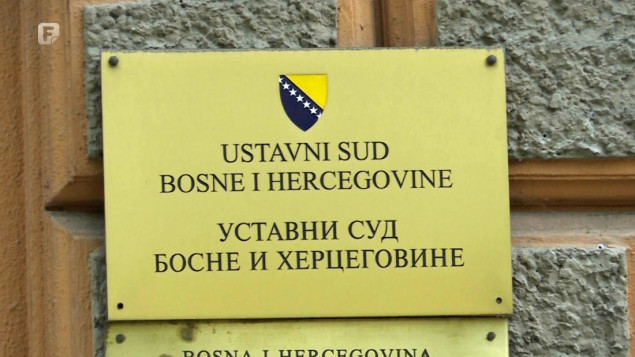 USTAVNI SUD
BOSNE I HERCEGOVINE
УСТАВНИ СУД
БОСНЕ И ХЕРЦЕГОВИНЕ
BOSNA I HERCEGOVINA